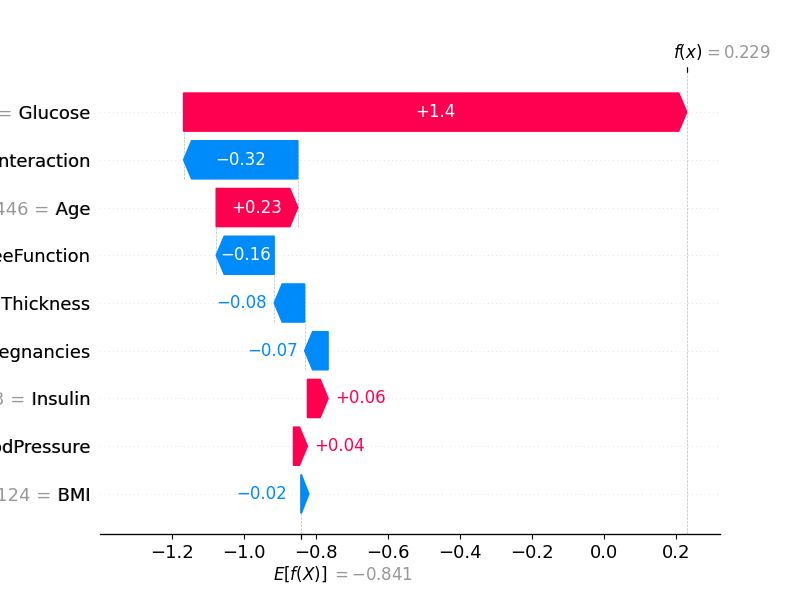 f(x) = 0.229
= Glucose
+1.4
nteraction
−0.32
446 = Age
+0.23
eeFunction
−0.16
Thickness
−0.08
egnancies
−0.07
3 = Insulin
+0.06
odPressure
+0.04
124 = BMI
−0.02
−1.2 −1.0 −0.8 −0.6 −0.4 −0.2 0.0 0.2
E[f(X)] = −0.841